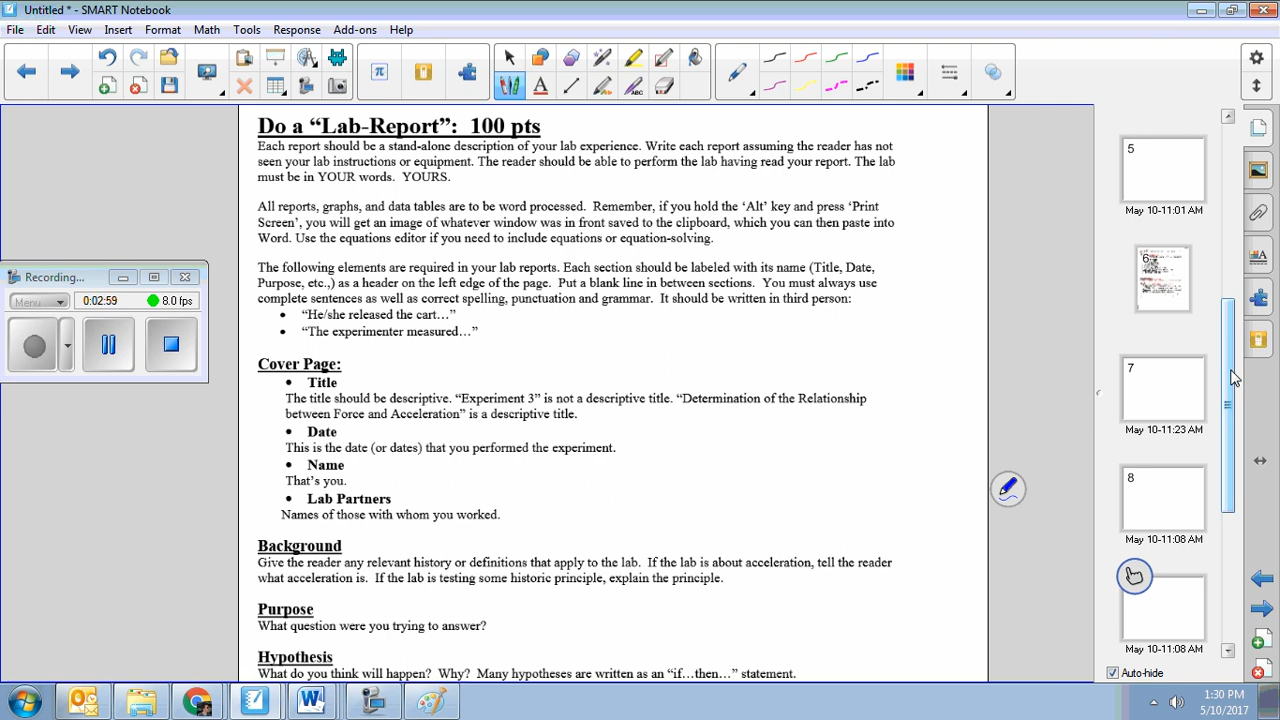 Untitled * - SMART Notebook
File Edit View Insert Format Math Tools Response Add-ons Help
Do a “Lab-Report”: 100 pts
Each report should be a stand-alone description of your lab experience. Write each report assuming the reader has not
seen your lab instructions or equipment. The reader should be able to perform the lab having read your report. The lab
must be in YOUR words. YOURS.
All reports, graphs, and data tables are to be word processed. Remember, if you hold the ‘Alt’ key and press ‘Print
Screen’, you will get an image of whatever window was in front saved to the clipboard, which you can then paste into
Word. Use the equations editor if you need to include equations or equation-solving.
The following elements are required in your lab reports. Each section should be labeled with its name (Title, Date,
Purpose, etc.,) as a header on the left edge of the page. Put a blank line in between sections. You must always use
complete sentences as well as correct spelling, punctuation and grammar. It should be written in third person:
• “He/she released the cart…”
• “The experimenter measured…”
Cover Page:
• Title
The title should be descriptive. “Experiment 3” is not a descriptive title. “Determination of the Relationship
between Force and Acceleration” is a descriptive title.
• Date
This is the date (or dates) that you performed the experiment.
• Name
That’s you.
• Lab Partners
Names of those with whom you worked.
Background
Give the reader any relevant history or definitions that apply to the lab. If the lab is about acceleration, tell the reader
what acceleration is. If the lab is testing some historic principle, explain the principle.
Purpose
What question were you trying to answer?
Hypothesis
What do you think will happen? Why? Many hypotheses are written as an “if…then…” statement.
Recording...
Menu
0:02:59
8.0 fps
5
May 10-11:01 AM
6
7
May 10-11:23 AM
8
May 10-11:08 AM
May 10-11:08 AM
Auto-hide
1:30 PM
5/10/2017